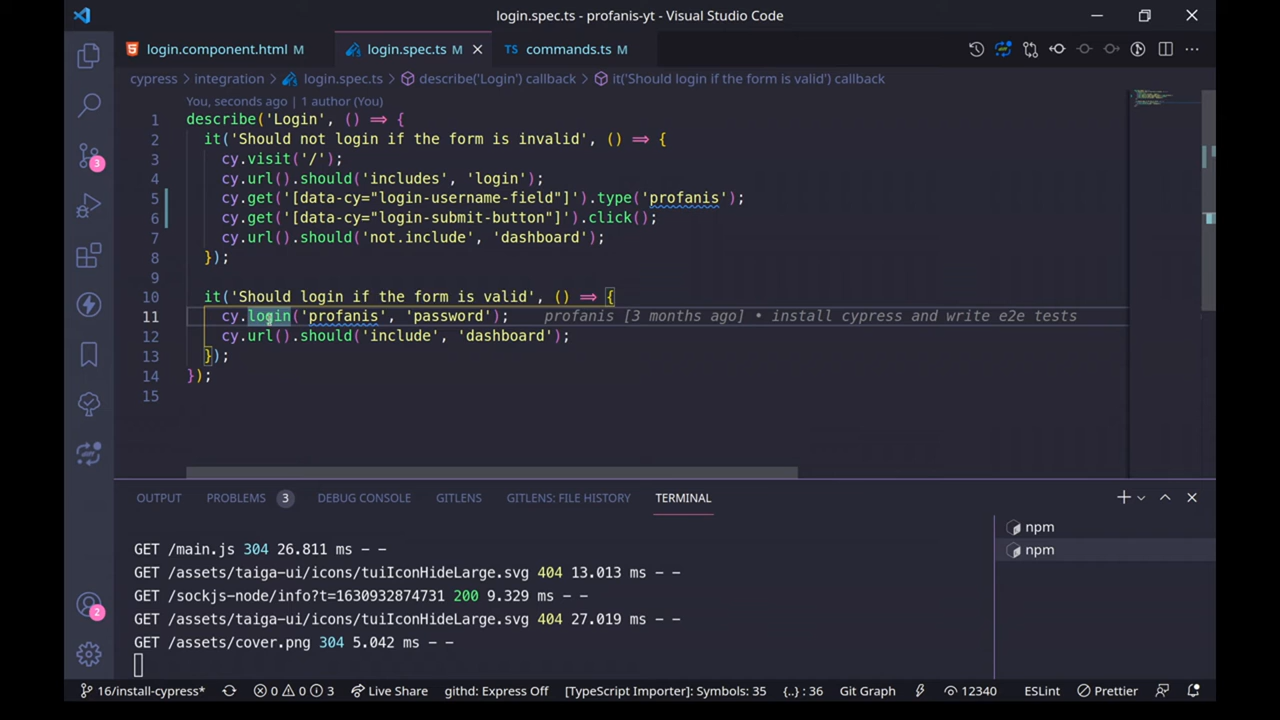 login.spec.ts - profanis-yt - Visual Studio Code
login.component.html M login.spec.ts M TS commands.ts M
cypress > integration > login.spec.ts > describe('Login') callback > it('Should login if the form is valid') callback
You, seconds ago | 1 author (You)
1 describe('Login', () => {
2 it('Should not login if the form is invalid', () => {
3 cy.visit('/');
4 cy.url().should('includes', 'login');
5 cy.get('[data-cy="login-username-field"]').type('profanis');
6 cy.get('[data-cy="login-submit-button"]').click();
7 cy.url().should('not.include', 'dashboard');
8 });
9
10 it('Should login if the form is valid', () => {
11 cy.login('profanis', 'password'); profanis [3 months ago] • install cypress and write e2e tests
12 cy.url().should('include', 'dashboard');
13 });
14 });
15
3
OUTPUT PROBLEMS 3 DEBUG CONSOLE GITLENS GITLENS: FILE HISTORY TERMINAL
GET /main.js 304 26.811 ms - -
GET /assets/taiga-ui/icons/tuiIconHideLarge.svg 404 13.013 ms - -
GET /sockjs-node/info?t=1630932874731 200 9.329 ms - -
GET /assets/taiga-ui/icons/tuiIconHideLarge.svg 404 27.019 ms - -
GET /assets/cover.png 304 5.042 ms - -
npm
npm
2
16/install-cypress* 0 0 3 Live Share githd: Express Off [TypeScript Importer]: Symbols: 35 {..} : 36 Git Graph 12340 ESLint Prettier